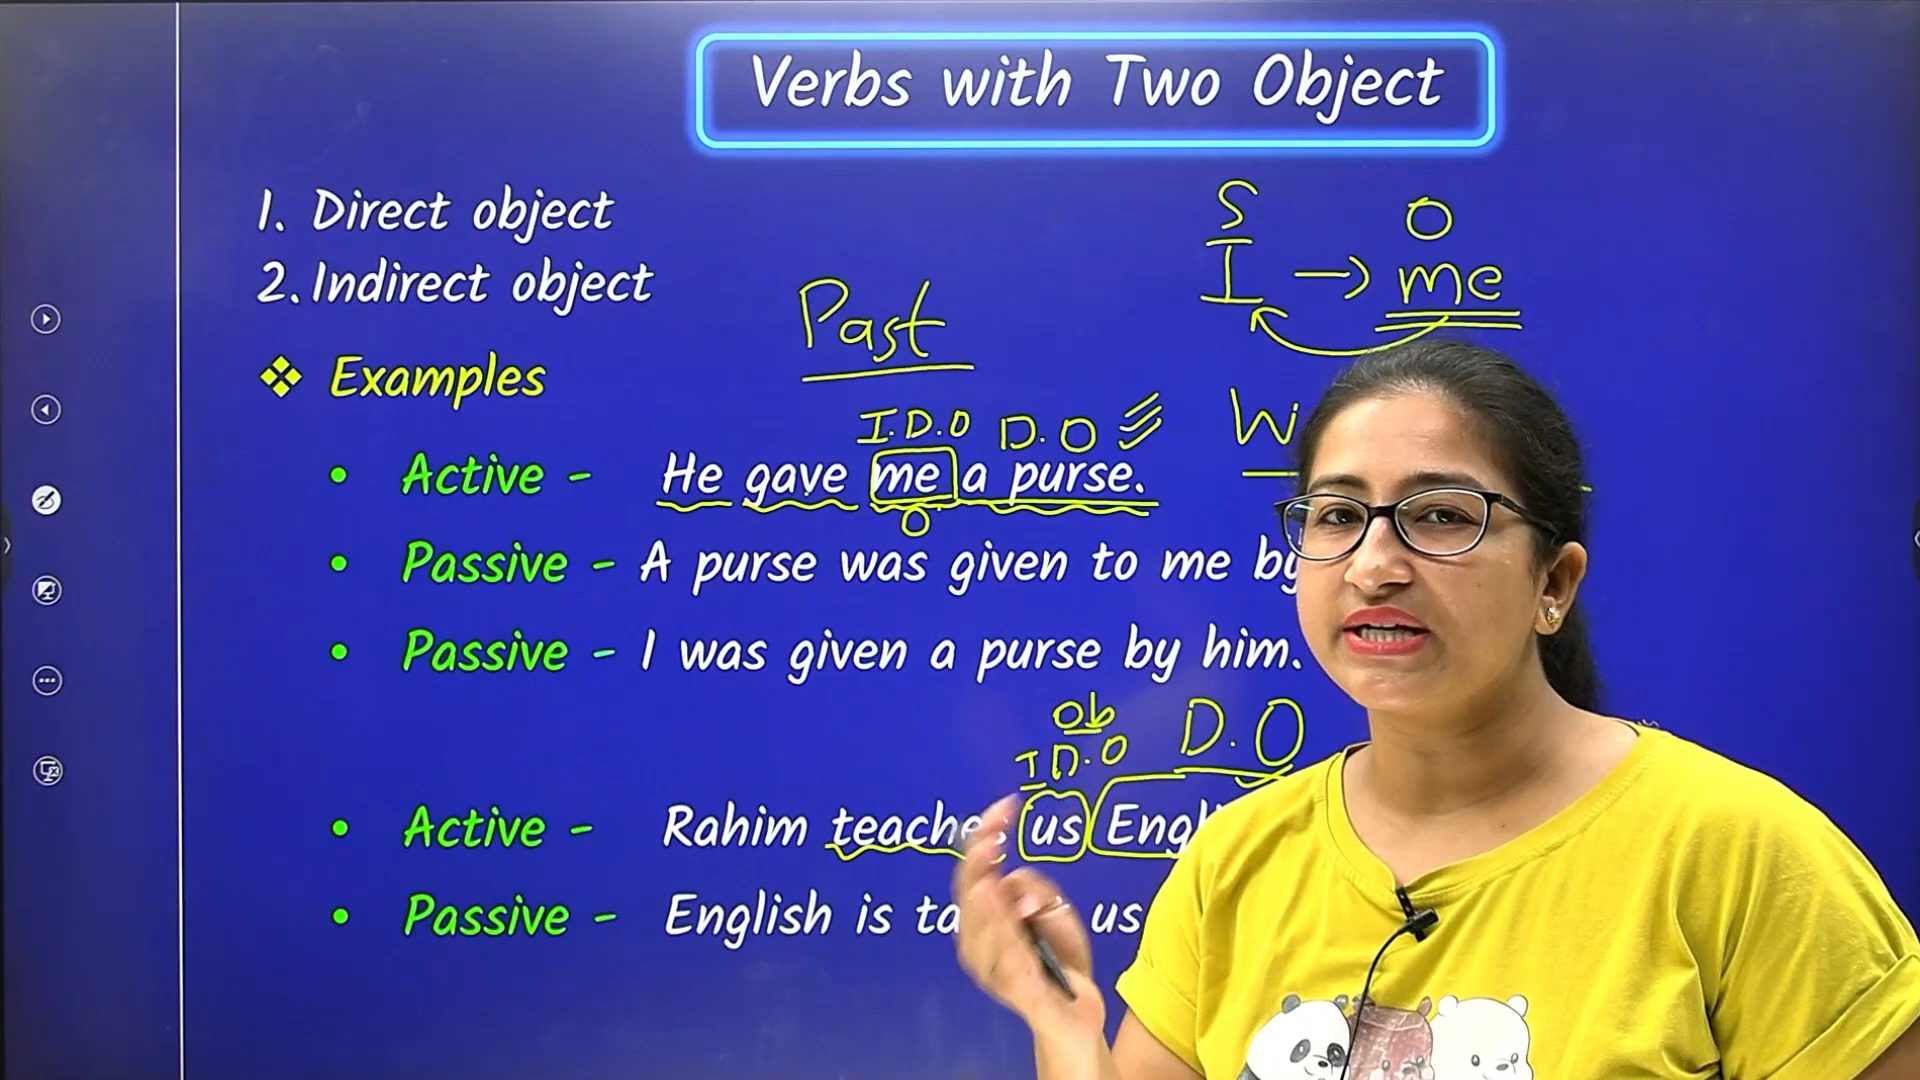 Verbs with Two Object
1. Direct object
2. Indirect object
S O
I → me
Past
❖ Examples
I.D.O D.O
• Active - He gave me a purse.
O
• Passive - A purse was given to me by
• Passive - I was given a purse by him.
Ob
I D.O D.O
• Active - Rahim teaches us
• Passive - English is us